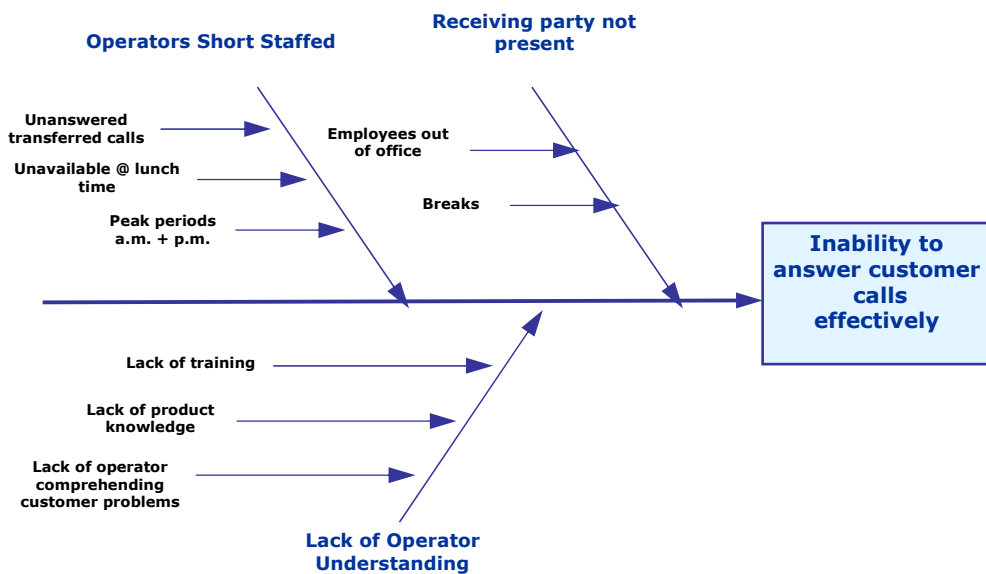 Operators Short Staffed
Receiving party not
present
Unanswered
transferred calls
Unavailable @ lunch
time
Peak periods
a.m. + p.m.
Employees out
of office
Breaks
Inability to
answer customer
calls
effectively
Lack of training
Lack of product
knowledge
Lack of operator
comprehending
customer problems
Lack of Operator
Understanding